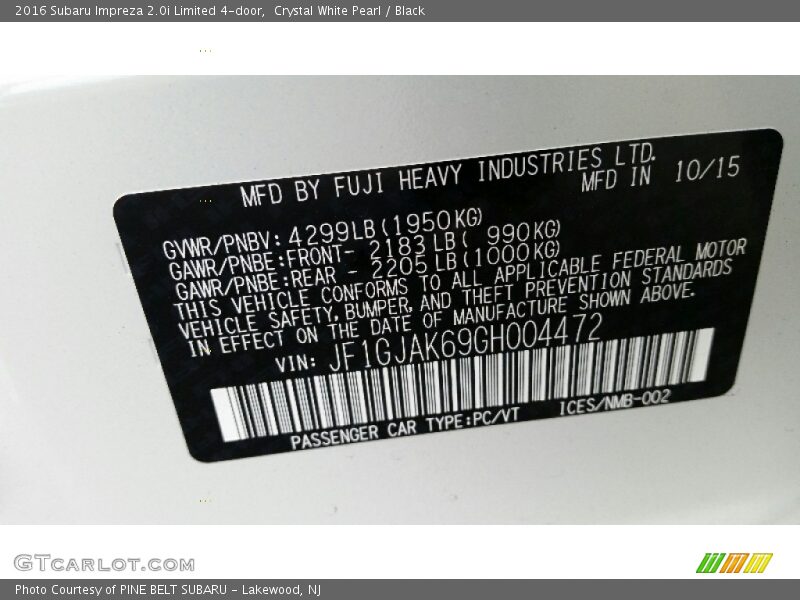 2016 Subaru Impreza 2.0i Limited 4-door,  Crystal White Pearl / Black
MFD BY FUJI HEAVY INDUSTRIES LTD.
MFD IN 10/15
GVWR/PNBV: 4299LB(1950KG)
GAWR/PNBE:FRONT- 2183 LB( 990KG)
GAWR/PNBE:REAR - 2205 LB(1000KG)
THIS VEHICLE CONFORMS TO ALL APPLICABLE FEDERAL MOTOR
VEHICLE SAFETY, BUMPER, AND THEFT PREVENTION STANDARDS
IN EFFECT ON THE DATE OF MANUFACTURE SHOWN ABOVE.
VIN: JF1GJAK69GH004472
PASSENGER CAR TYPE:PC/VT ICES/NMB-002
GTCARLOT.COM
Photo Courtesy of PINE BELT SUBARU - Lakewood, NJ